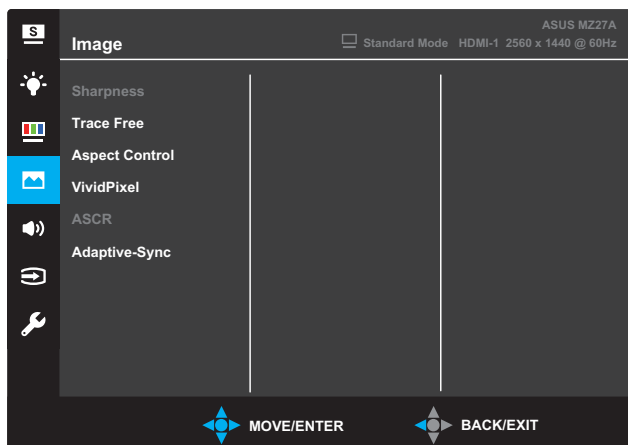 S
ASUS MZ27A
Image
Standard Mode HDMI-1 2560 x 1440 @ 60Hz
Sharpness
Trace Free
Aspect Control
VividPixel
ASCR
Adaptive-Sync
MOVE/ENTER BACK/EXIT